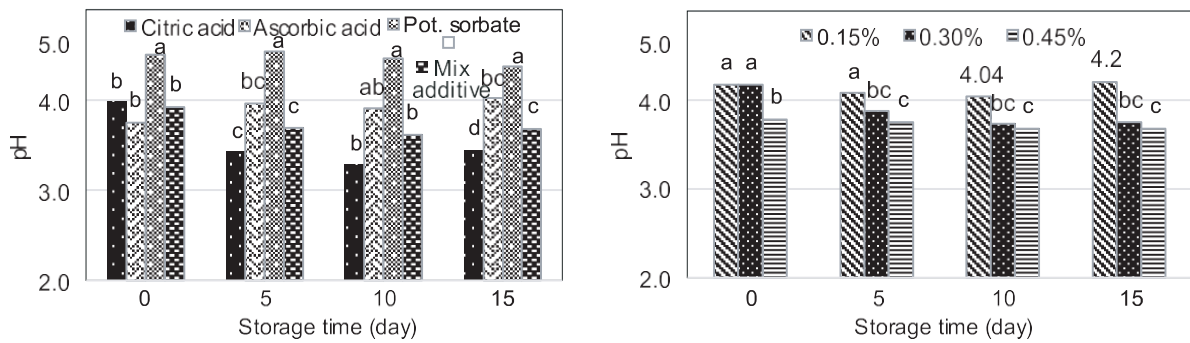 Citric acid Ascorbic acid Pot. sorbate
Mix
additive
5.0
4.0
3.0
2.0
pH
b b a b
c bc a c
b ab a b
d bc a c
0 5 10 15
Storage time (day)
0.15% 0.30% 0.45%
5.0
4.0
3.0
2.0
pH
a a b
a bc c
4.04 bc c
4.2 bc c
0 5 10 15
Storage time (day)